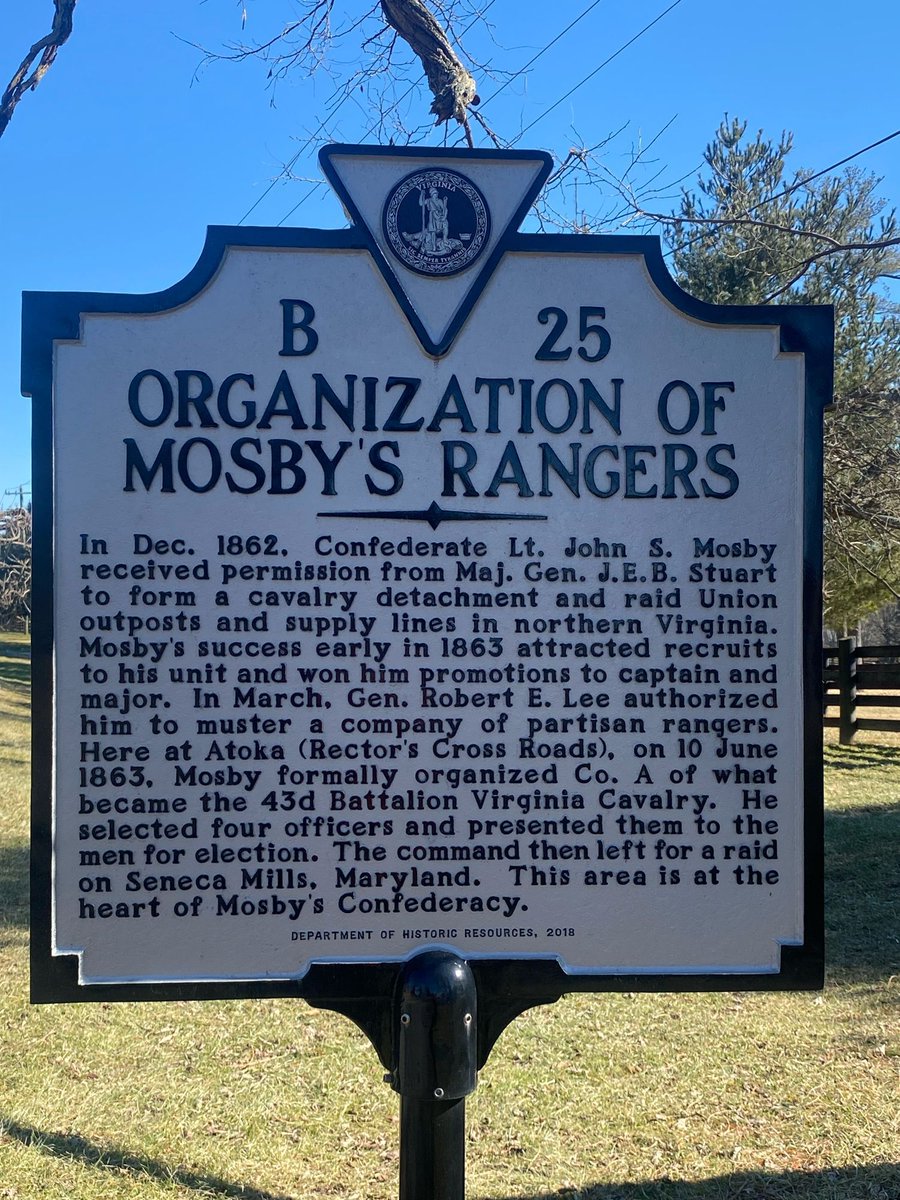 VIRGINIA
SIC SEMPER TYRANNIS
B 25
ORGANIZATION OF
MOSBY'S RANGERS
In Dec. 1862, Confederate Lt. John S. Mosby
received permission from Maj. Gen. J.E.B. Stuart
to form a cavalry detachment and raid Union
outposts and supply lines in northern Virginia.
Mosby's success early in 1863 attracted recruits
to his unit and won him promotions to captain and
major. In March, Gen. Robert E. Lee authorized
him to muster a company of partisan rangers.
Here at Atoka (Rector's Cross Roads), on 10 June
1863, Mosby formally organized Co. A of what
became the 43d Battalion Virginia Cavalry. He
selected four officers and presented them to the
men for election. The command then left for a raid
on Seneca Mills, Maryland. This area is at the
heart of Mosby's Confederacy.
DEPARTMENT OF HISTORIC RESOURCES, 2018